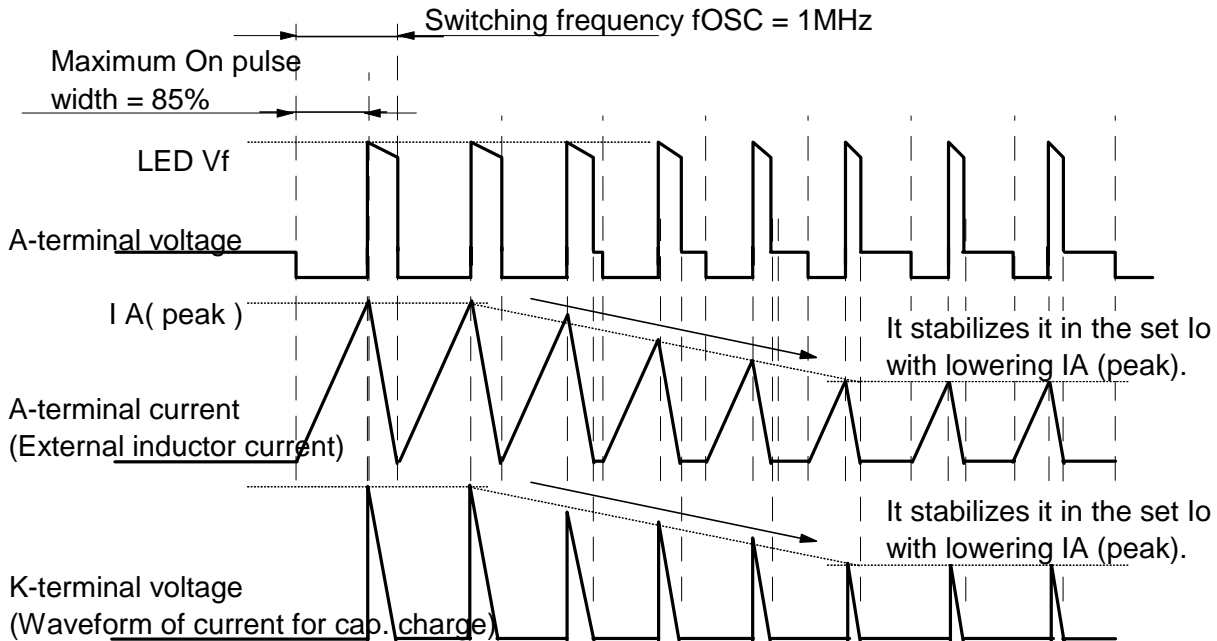 Switching frequency fOSC = 1MHz
Maximum On pulse
width = 85%
LED Vf
A-terminal voltage
I A( peak )
It stabilizes it in the set Io
with lowering IA (peak).
A-terminal current
(External inductor current)
It stabilizes it in the set Io
with lowering IA (peak).
K-terminal voltage
(Waveform of current for cap. charge)